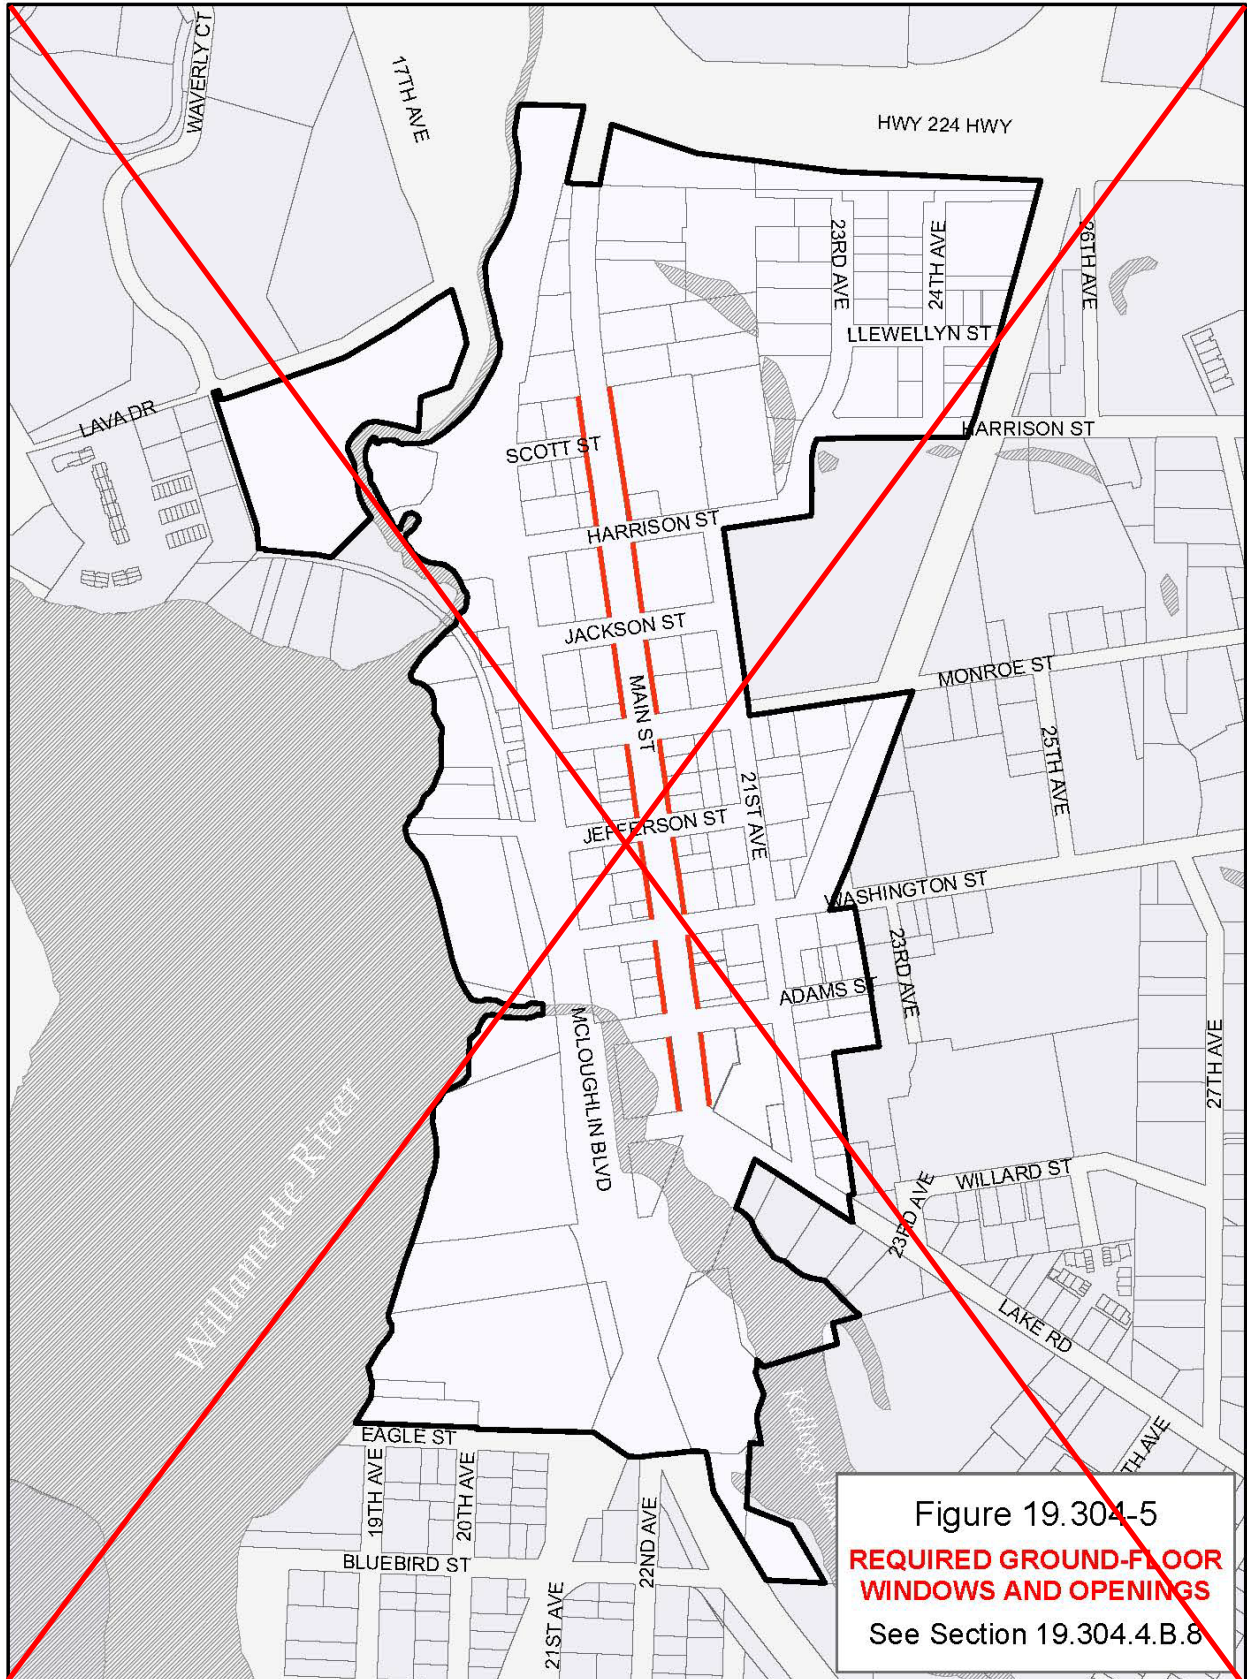 WAVERLY CT
17TH AVE
HWY 224 HWY
23RD AVE
24TH AVE
26TH AVE
LLEWELLYN ST
LAVA DR
SCOTT ST
HARRISON ST
HARRISON ST
JACKSON ST
MAIN ST
MONROE ST
25TH AVE
21ST AVE
JEFFERSON ST
WASHINGTON ST
23RD AVE
ADAMS ST
MCLOUGHLIN BLVD
27TH AVE
Willamette River
WILLARD ST
23RD AVE
LAKE RD
Kellogg
EAGLE ST
19TH AVE
20TH AVE
TH AVE
22ND AVE
BLUEBIRD ST
21ST AVE
Figure 19.304-5
REQUIRED GROUND-FLOOR
WINDOWS AND OPENINGS
See Section 19.304.4.B.8